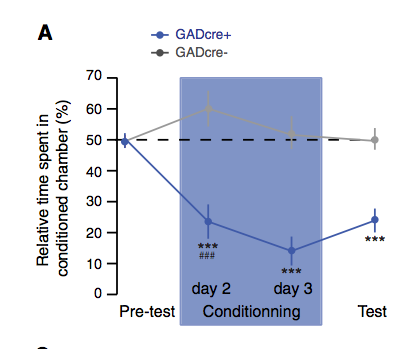 A
GADcre+
GADcre-
Relative time spent in
conditioned chamber (%)
70
60
50
40
30
20
10
0
***
###
***
***
day 2 day 3
Pre-test Conditionning Test